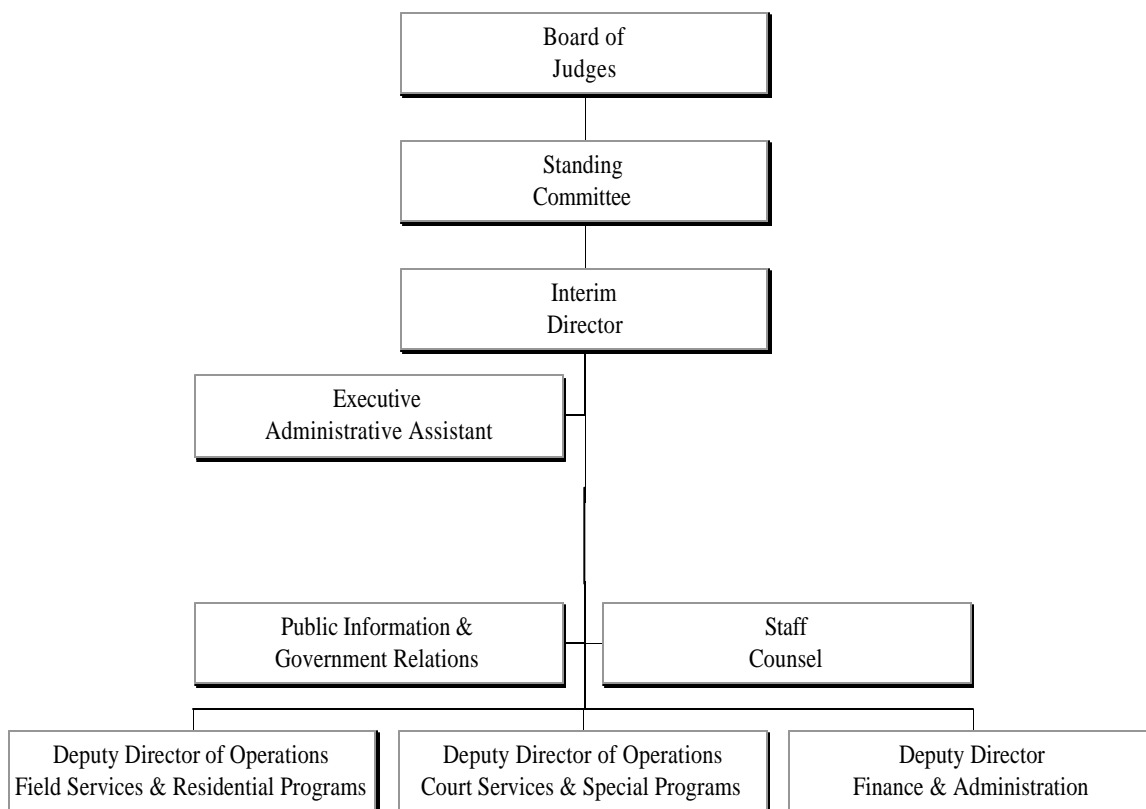 Board of
Judges
Standing
Committee
Interim
Director
Executive
Administrative Assistant
Public Information &
Government Relations
Staff
Counsel
Deputy Director of Operations
Field Services & Residential Programs
Deputy Director of Operations
Court Services & Special Programs
Deputy Director
Finance & Administration